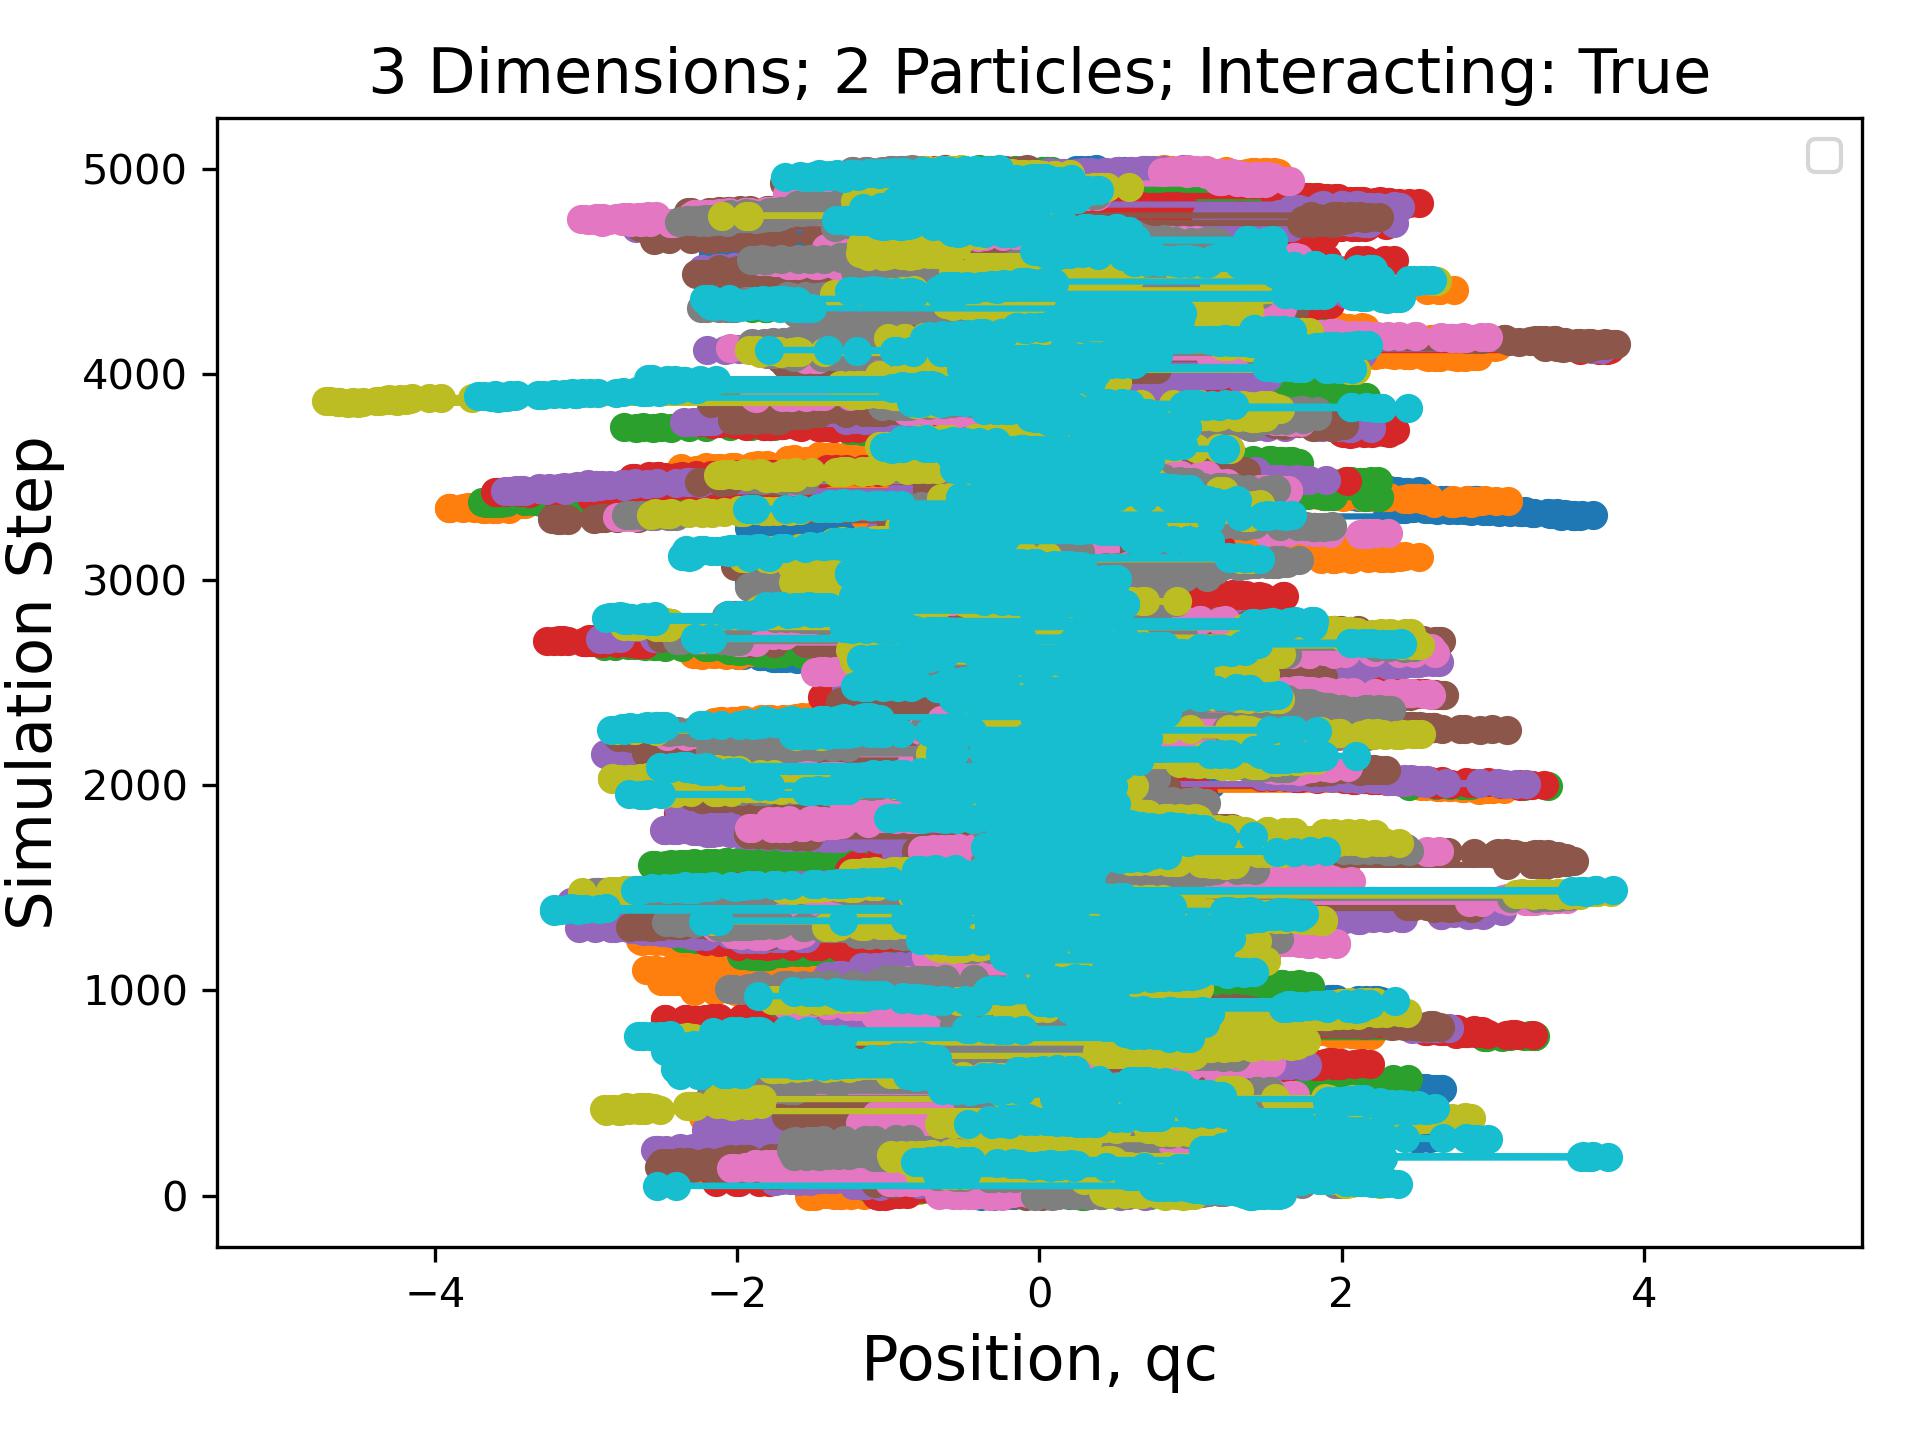 3 Dimensions; 2 Particles; Interacting: True
5000
4000
3000
2000
1000
0
Simulation Step
−4 −2 0 2 4
Position, qc